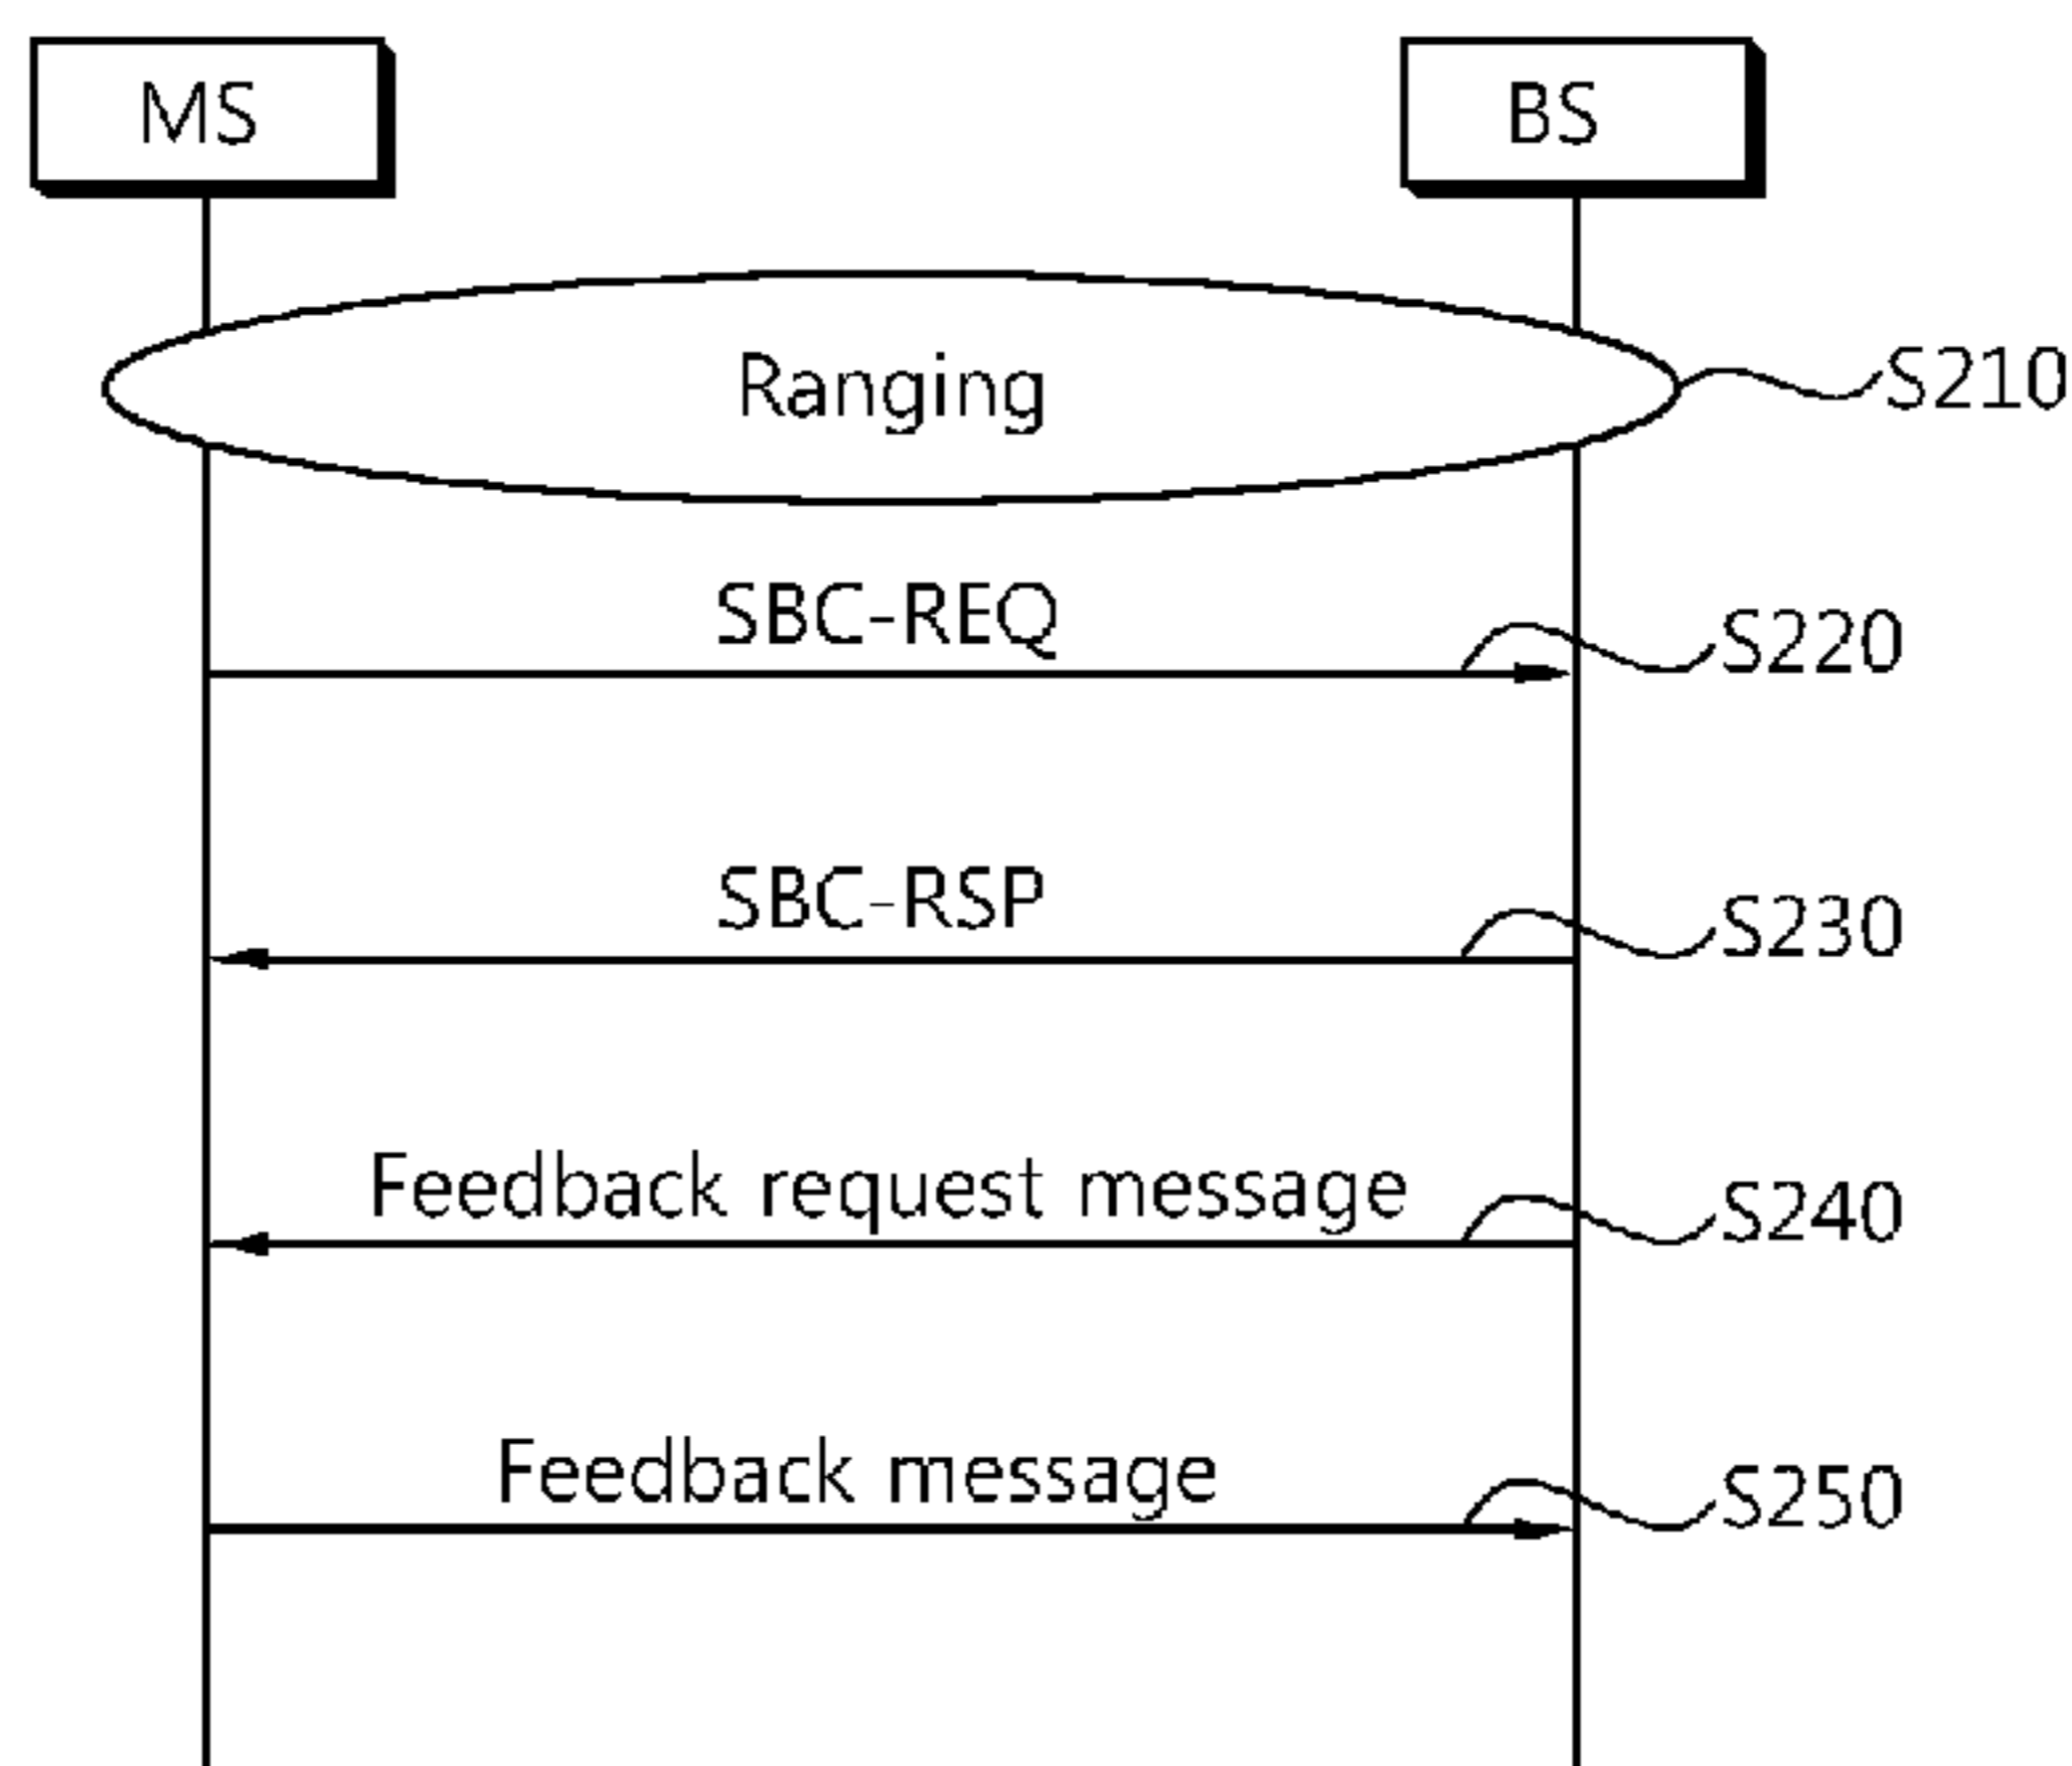 MS
BS
Ranging
S210
SBC-REQ
S220
SBC-RSP
S230
Feedback request message
S240
Feedback message
S250